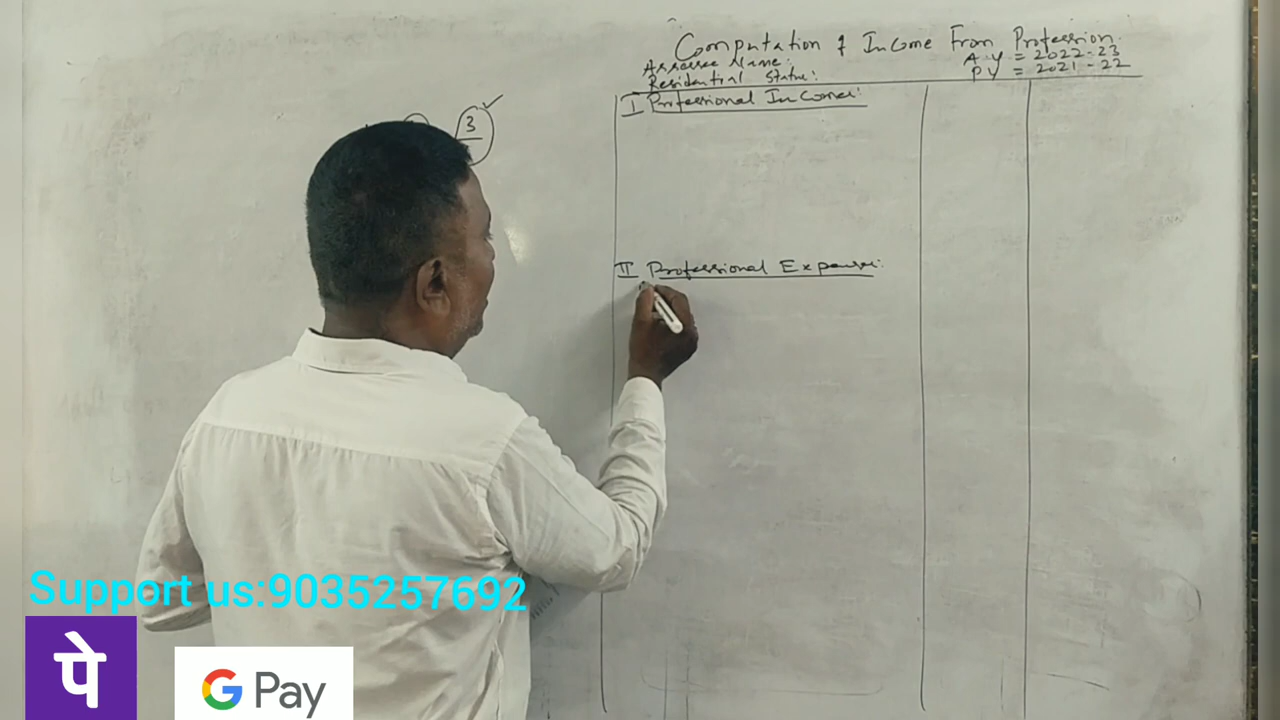 Computation of Income From Profession
Assessee Name:
A Y = 2022-23
Residential Status:
P Y = 2021-22
I Professional Incomes:
3
II Professional Expenses:
Support us:9035257692
पे
G Pay